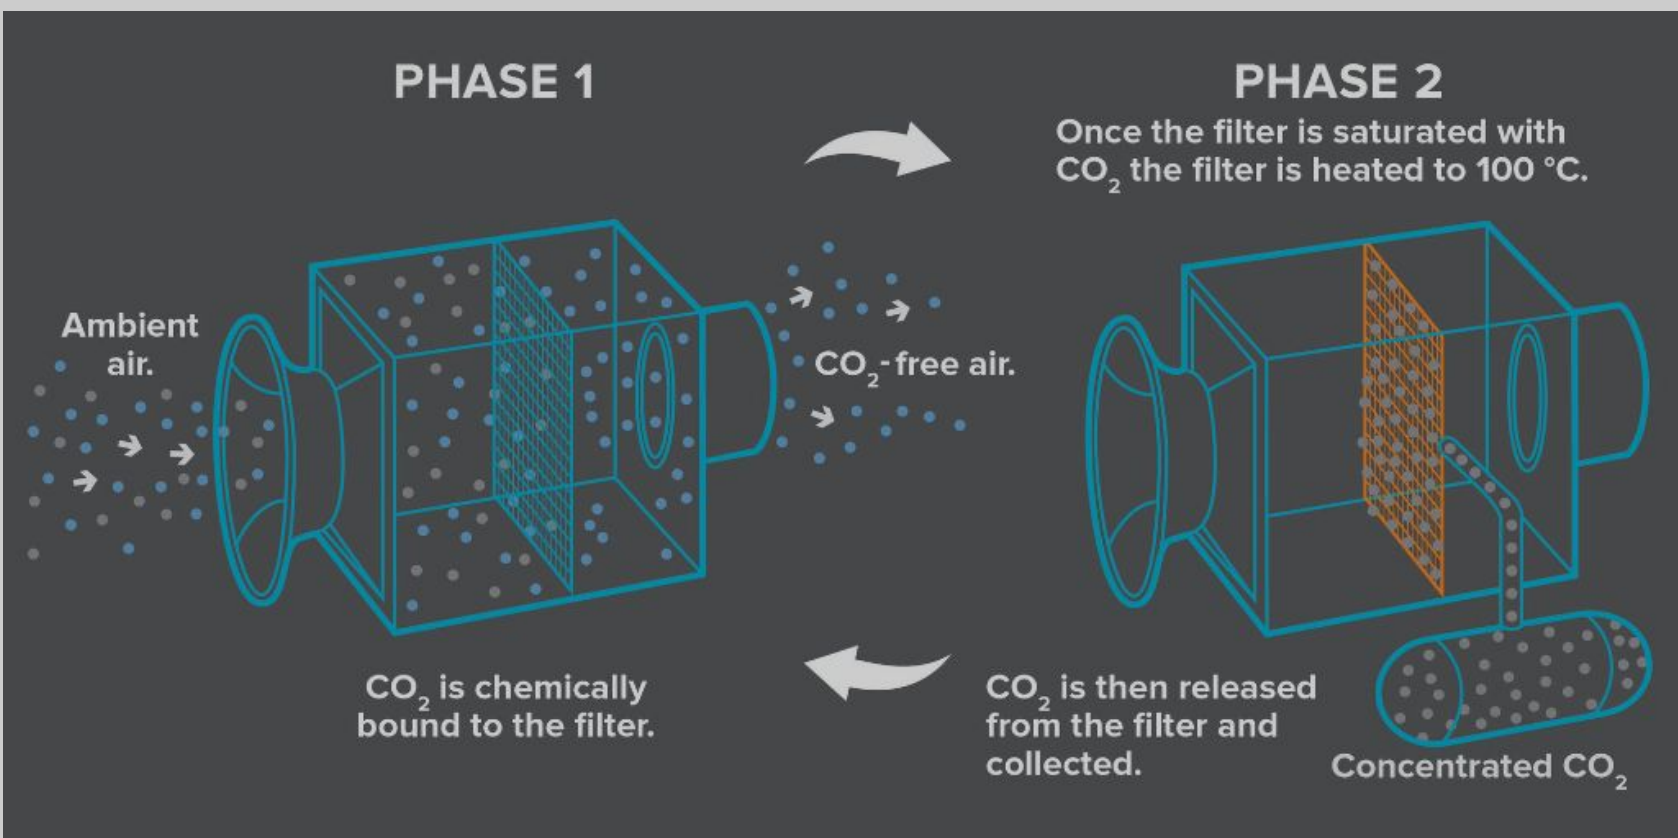 PHASE 1
Ambient
air.
CO₂-free air.
CO₂ is chemically
bound to the filter.
PHASE 2
Once the filter is saturated with
CO₂ the filter is heated to 100 °C.
CO₂ is then released
from the filter and
collected.
Concentrated CO₂